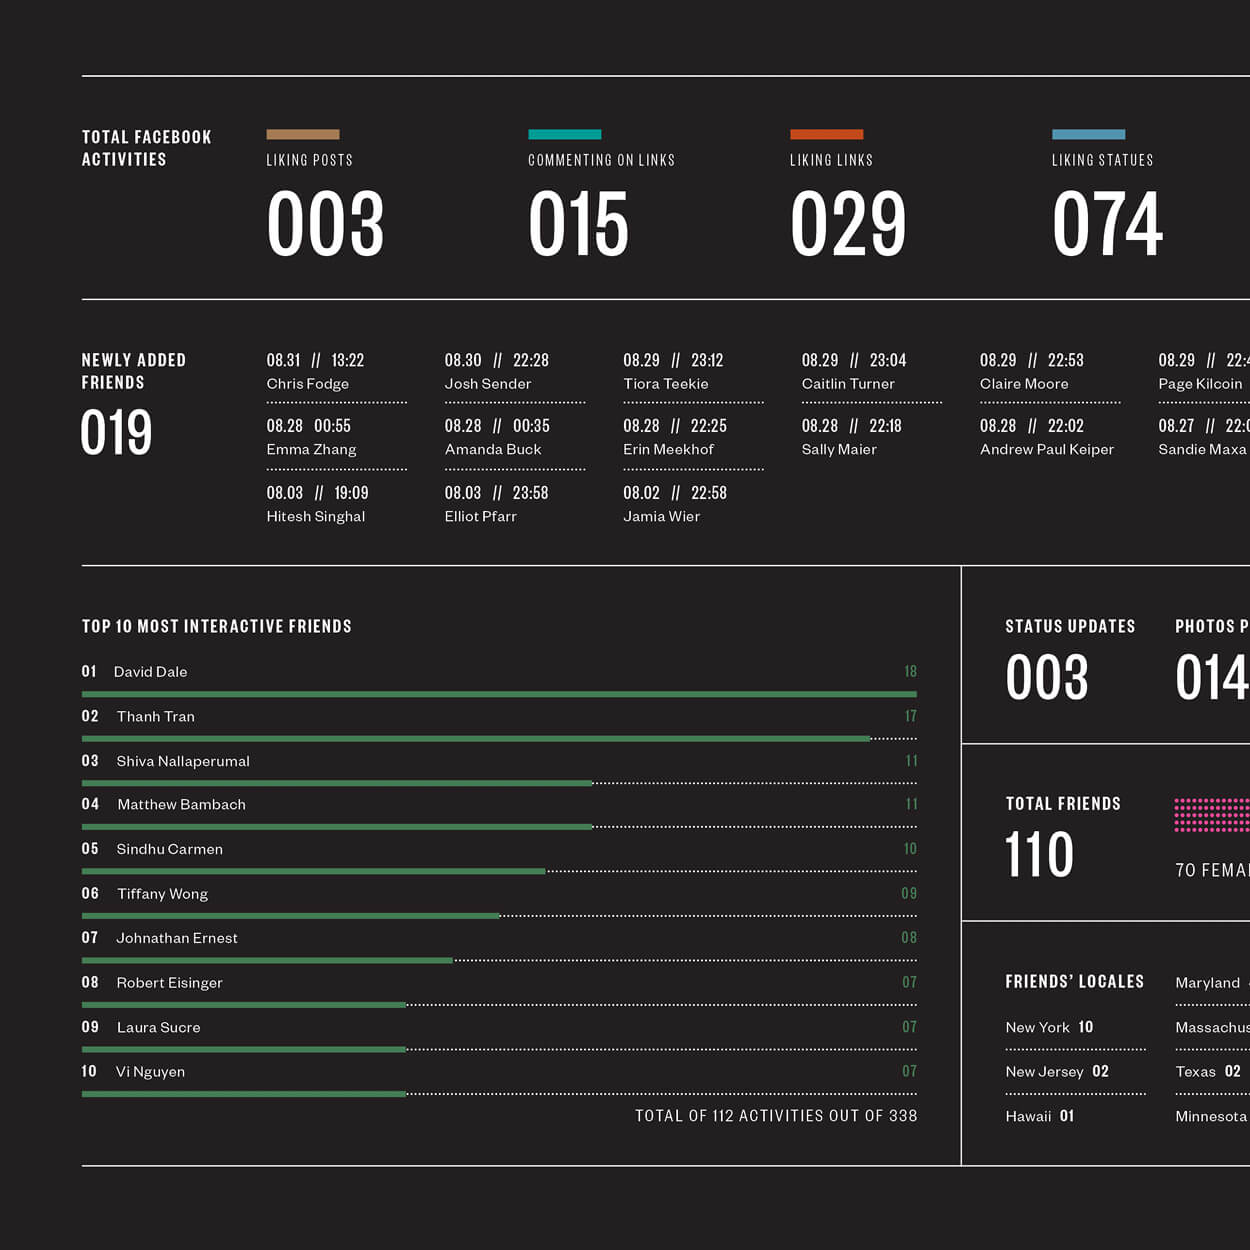 TOTAL FACEBOOK
ACTIVITIES
LIKING POSTS
003
COMMENTING ON LINKS
015
LIKING LINKS
029
LIKING STATUES
074
NEWLY ADDED
FRIENDS
019
08.31 // 13:22
Chris Fodge
08.30 // 22:28
Josh Sender
08.29 // 23:12
Tiora Teekie
08.29 // 23:04
Caitlin Turner
08.29 // 22:53
Claire Moore
08.29 // 22:4
Page Kilcoin
08.28 00:55
Emma Zhang
08.28 // 00:35
Amanda Buck
08.28 // 22:25
Erin Meekhof
08.28 // 22:18
Sally Maier
08.28 // 22:02
Andrew Paul Keiper
08.27 // 22:0
Sandie Maxa
08.03 // 19:09
Hitesh Singhal
08.03 // 23:58
Elliot Pfarr
08.02 // 22:58
Jamia Wier
TOP 10 MOST INTERACTIVE FRIENDS
01 David Dale 18
02 Thanh Tran 17
03 Shiva Nallaperumal 11
04 Matthew Bambach 11
05 Sindhu Carmen 10
06 Tiffany Wong 09
07 Johnathan Ernest 08
08 Robert Eisinger 07
09 Laura Sucre 07
10 Vi Nguyen 07
TOTAL OF 112 ACTIVITIES OUT OF 338
STATUS UPDATES
003
PHOTOS P
014
TOTAL FRIENDS
110
70 FEMA
FRIENDS' LOCALES
New York 10
New Jersey 02
Hawaii 01
Maryland
Massachus
Texas 02
Minnesota